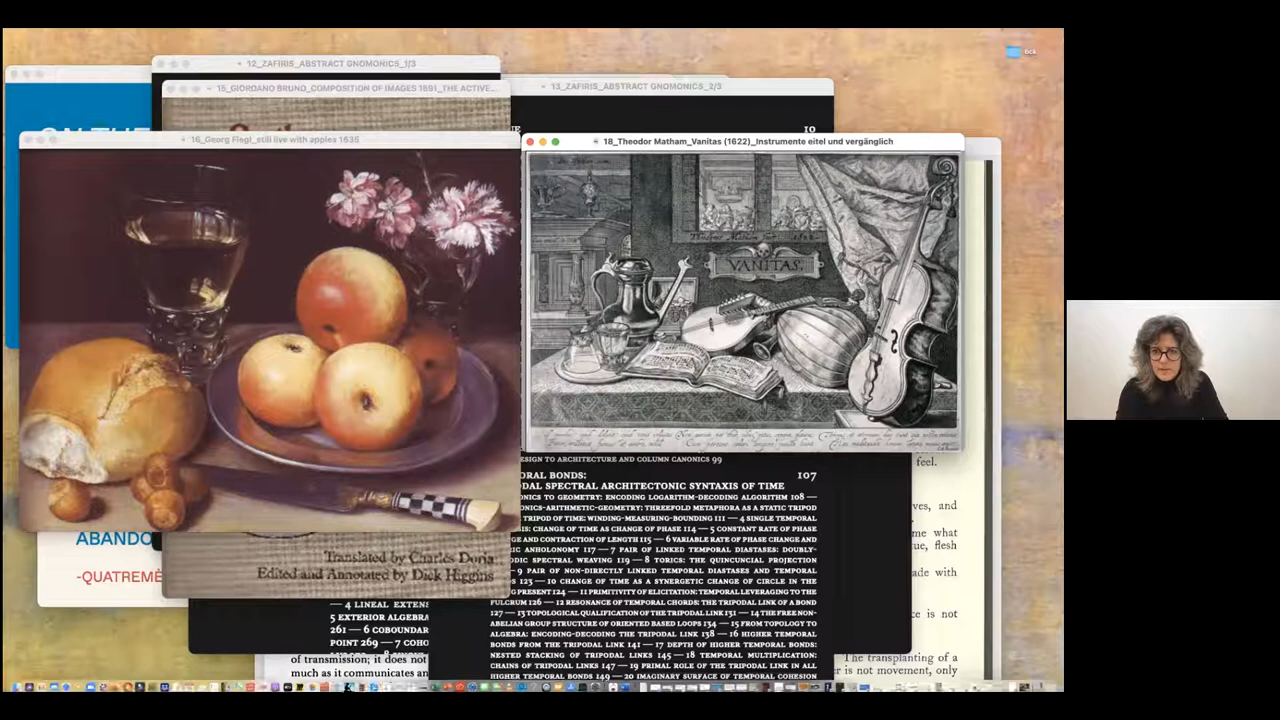 bck
12_ZAFIRIS_ABSTRACT GNOMONICS_1/3
15_GIORDANO BRUNO_COMPOSITION OF IMAGES 1591_THE ACTIVE...
13_ZAFIRIS_ABSTRACT GNOMONICS_2/3
ON THE
10
16_Georg Flegl_still live with apples 1635
18_Theodor Matham_Vanitas (1622)_Instrumente eitel und vergänglich
VANITAS.
ESIGN TO ARCHITECTURE AND COLUMN CANONICS 99
ORAL BONDS: 107
DAL SPECTRAL ARCHITECTONIC SYNTAXIS OF TIME
ONICS TO GEOMETRY: ENCODING LOGARITHM-DECODING ALGORITHM 108 —
ONICS-ARITHMETIC-GEOMETRY: THREEFOLD METAPHORA AS A STATIC TRIPOD
TRIPOD OF TIME: WINDING-MEASURING-BOUNDING 111 — 4 SINGLE TEMPORAL
SIS: CHANGE OF TIME AS CHANGE OF PHASE 114 — 5 CONSTANT RATE OF PHASE
GE AND CONTRACTION OF LENGTH 115 — 6 VARIABLE RATE OF PHASE CHANGE AND
RIC ANHOLONOMY 117 — 7 PAIR OF LINKED TEMPORAL DIASTASES: DOUBLY-
ODIC SPECTRAL WEAVING 119 — 8 TORICS: THE QUINCUNCIAL PROJECTION
— 9 PAIR OF NON-DIRECTLY LINKED TEMPORAL DIASTASES AND TEMPORAL
PS 123 — 10 CHANGE OF TIME AS A SYNERGETIC CHANGE OF CIRCLE IN THE
NG PRESENT 124 — 11 PRIMITIVITY OF ELICITATION: TEMPORAL LEVERAGING TO THE
FULCRUM 126 — 12 RESONANCE OF TEMPORAL CHORDS: THE TRIPODAL LINK OF A BOND
127 — 13 TOPOLOGICAL QUALIFICATION OF THE TRIPODAL LINK 131 — 14 THE FREE NON-
ABELIAN GROUP STRUCTURE OF ORIENTED BASED LOOPS 134 — 15 FROM TOPOLOGY TO
ALGEBRA: ENCODING-DECODING THE TRIPODAL LINK 138 — 16 HIGHER TEMPORAL
BONDS FROM THE TRIPODAL LINK 141 — 17 DEPTH OF HIGHER TEMPORAL BONDS:
NESTED STACKING OF TRIPODAL LINKS 145 — 18 TEMPORAL MULTIPLICATION:
CHAINS OF TRIPODAL LINKS 147 — 19 PRIMAL ROLE OF THE TRIPODAL LINK IN ALL
HIGHER TEMPORAL BONDS 149 — 20 IMAGINARY SURFACE OF TEMPORAL COHESION
ABANDO
-QUATREMÈ
Translated by Charles Doria
Edited and Annotated by Dick Higgins
— 4 LINEAL EXTENS
5 EXTERIOR ALGEBRA
261 — 6 COBOUNDAR
POINT 269 — 7 COHO
of transmission; it does not
much as it communicates an
feel.
ves, and
me what
tue, flesh
ade with
ce is not
The transplanting of a
r is not movement, only